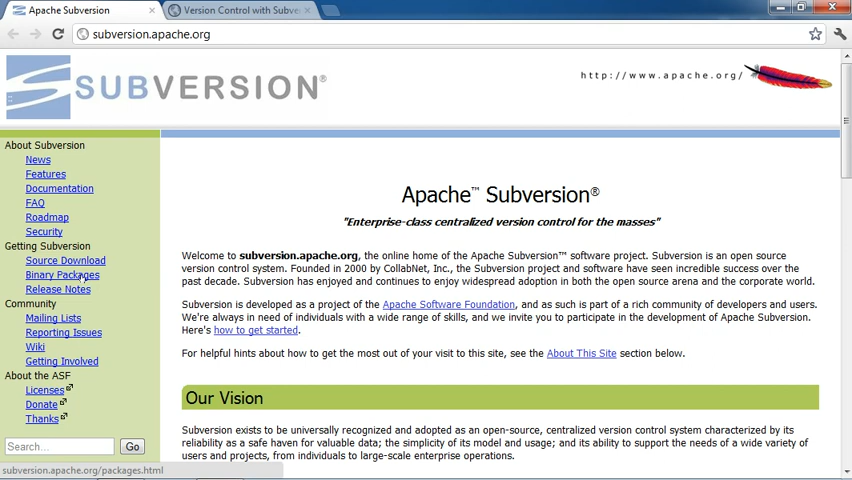 Apache Subversion
Version Control with Subve
subversion.apache.org
SUBVERSION®
http://www.apache.org/
About Subversion
News
Features
Documentation
FAQ
Roadmap
Security
Getting Subversion
Source Download
Binary Packages
Release Notes
Community
Mailing Lists
Reporting Issues
Wiki
Getting Involved
About the ASF
Licenses
Donate
Thanks
Search...
Go
Apache™ Subversion®
"Enterprise-class centralized version control for the masses"
Welcome to subversion.apache.org, the online home of the Apache Subversion™ software project. Subversion is an open source
version control system. Founded in 2000 by CollabNet, Inc., the Subversion project and software have seen incredible success over the
past decade. Subversion has enjoyed and continues to enjoy widespread adoption in both the open source arena and the corporate world.
Subversion is developed as a project of the Apache Software Foundation, and as such is part of a rich community of developers and users.
We're always in need of individuals with a wide range of skills, and we invite you to participate in the development of Apache Subversion.
Here's how to get started.
For helpful hints about how to get the most out of your visit to this site, see the About This Site section below.
Our Vision
Subversion exists to be universally recognized and adopted as an open-source, centralized version control system characterized by its
reliability as a safe haven for valuable data; the simplicity of its model and usage; and its ability to support the needs of a wide variety of
users and projects, from individuals to large-scale enterprise operations.
subversion.apache.org/packages.html